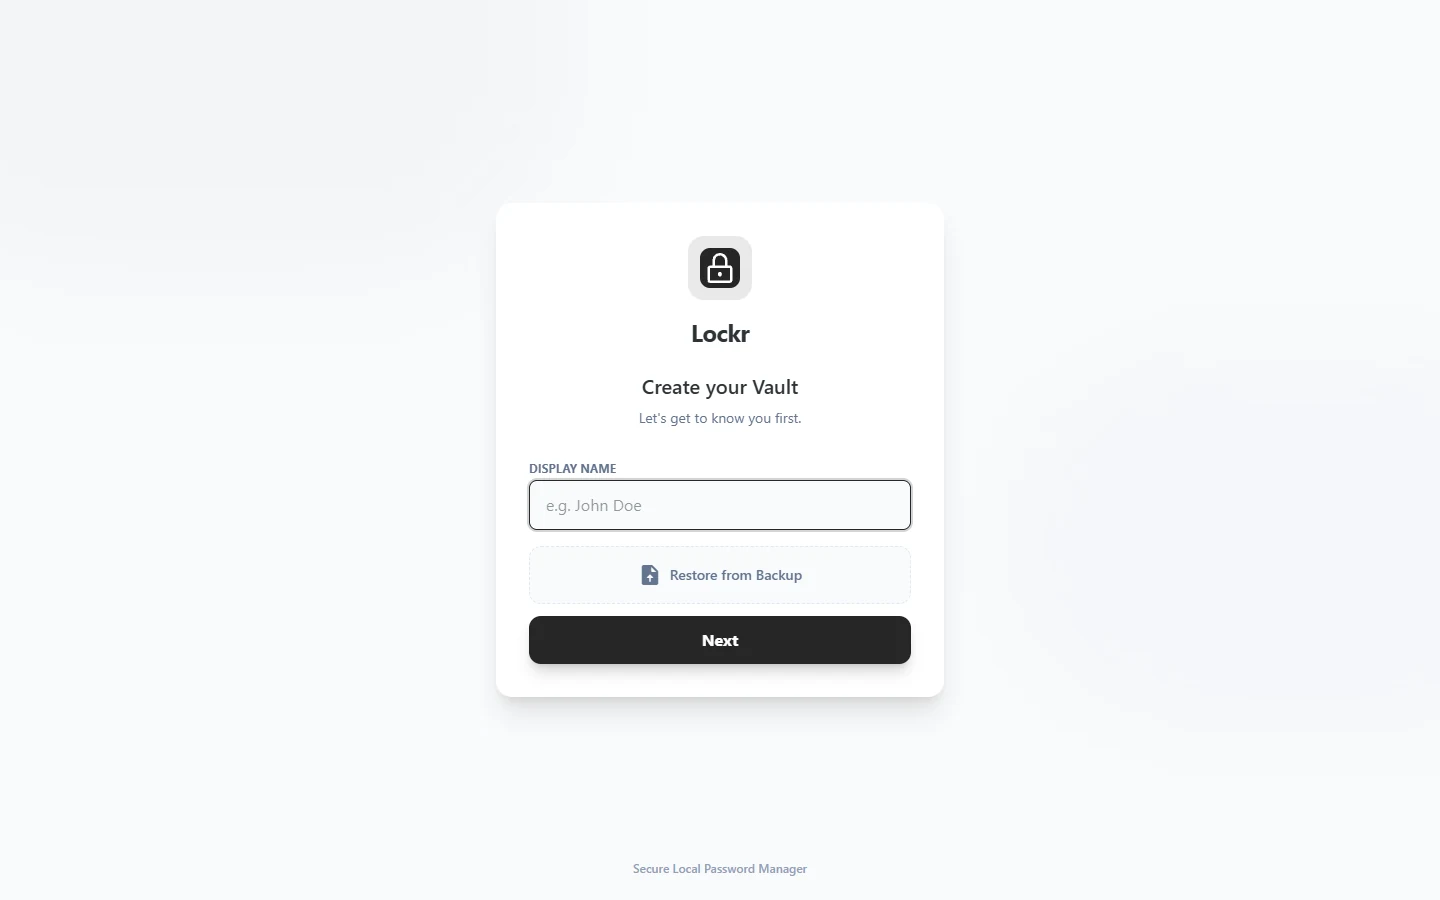 Lockr
Create your Vault
Let's get to know you first.
DISPLAY NAME
e.g. John Doe
Restore from Backup
Next
Secure Local Password Manager